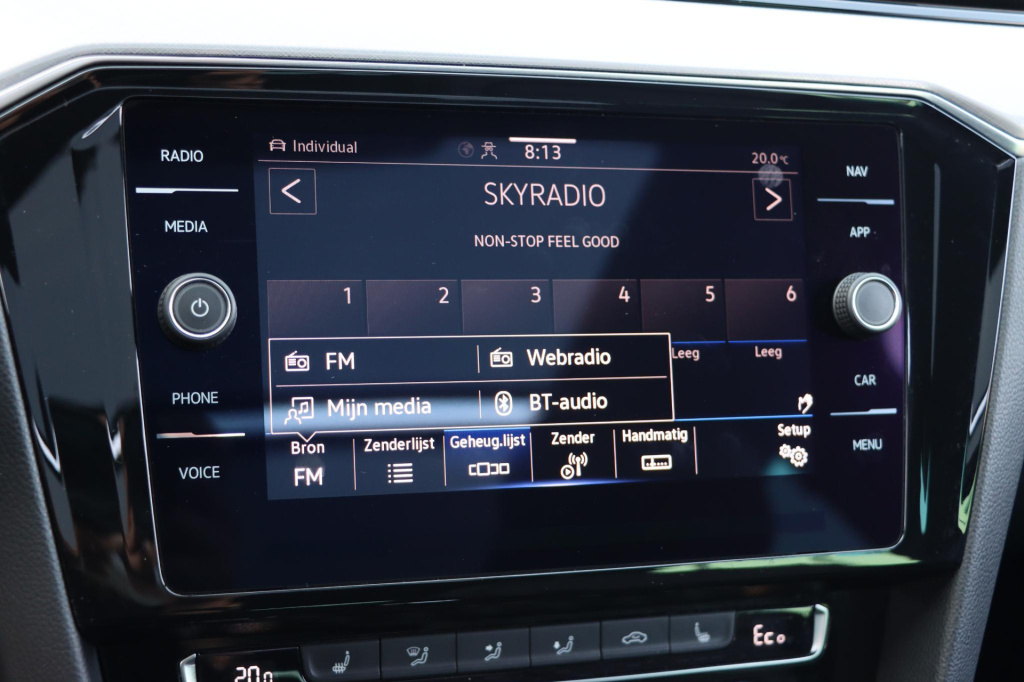 RADIO
MEDIA
PHONE
VOICE
Individual
8:13
20.0°C
SKYRADIO
NON-STOP FEEL GOOD
1 2 3 4 5 6
Leeg Leeg
FM Webradio
Mijn media BT-audio
Bron Zenderlijst Geheug.lijst Zender Handmatig Setup
FM
NAV
APP
CAR
MENU
20.0 Eco